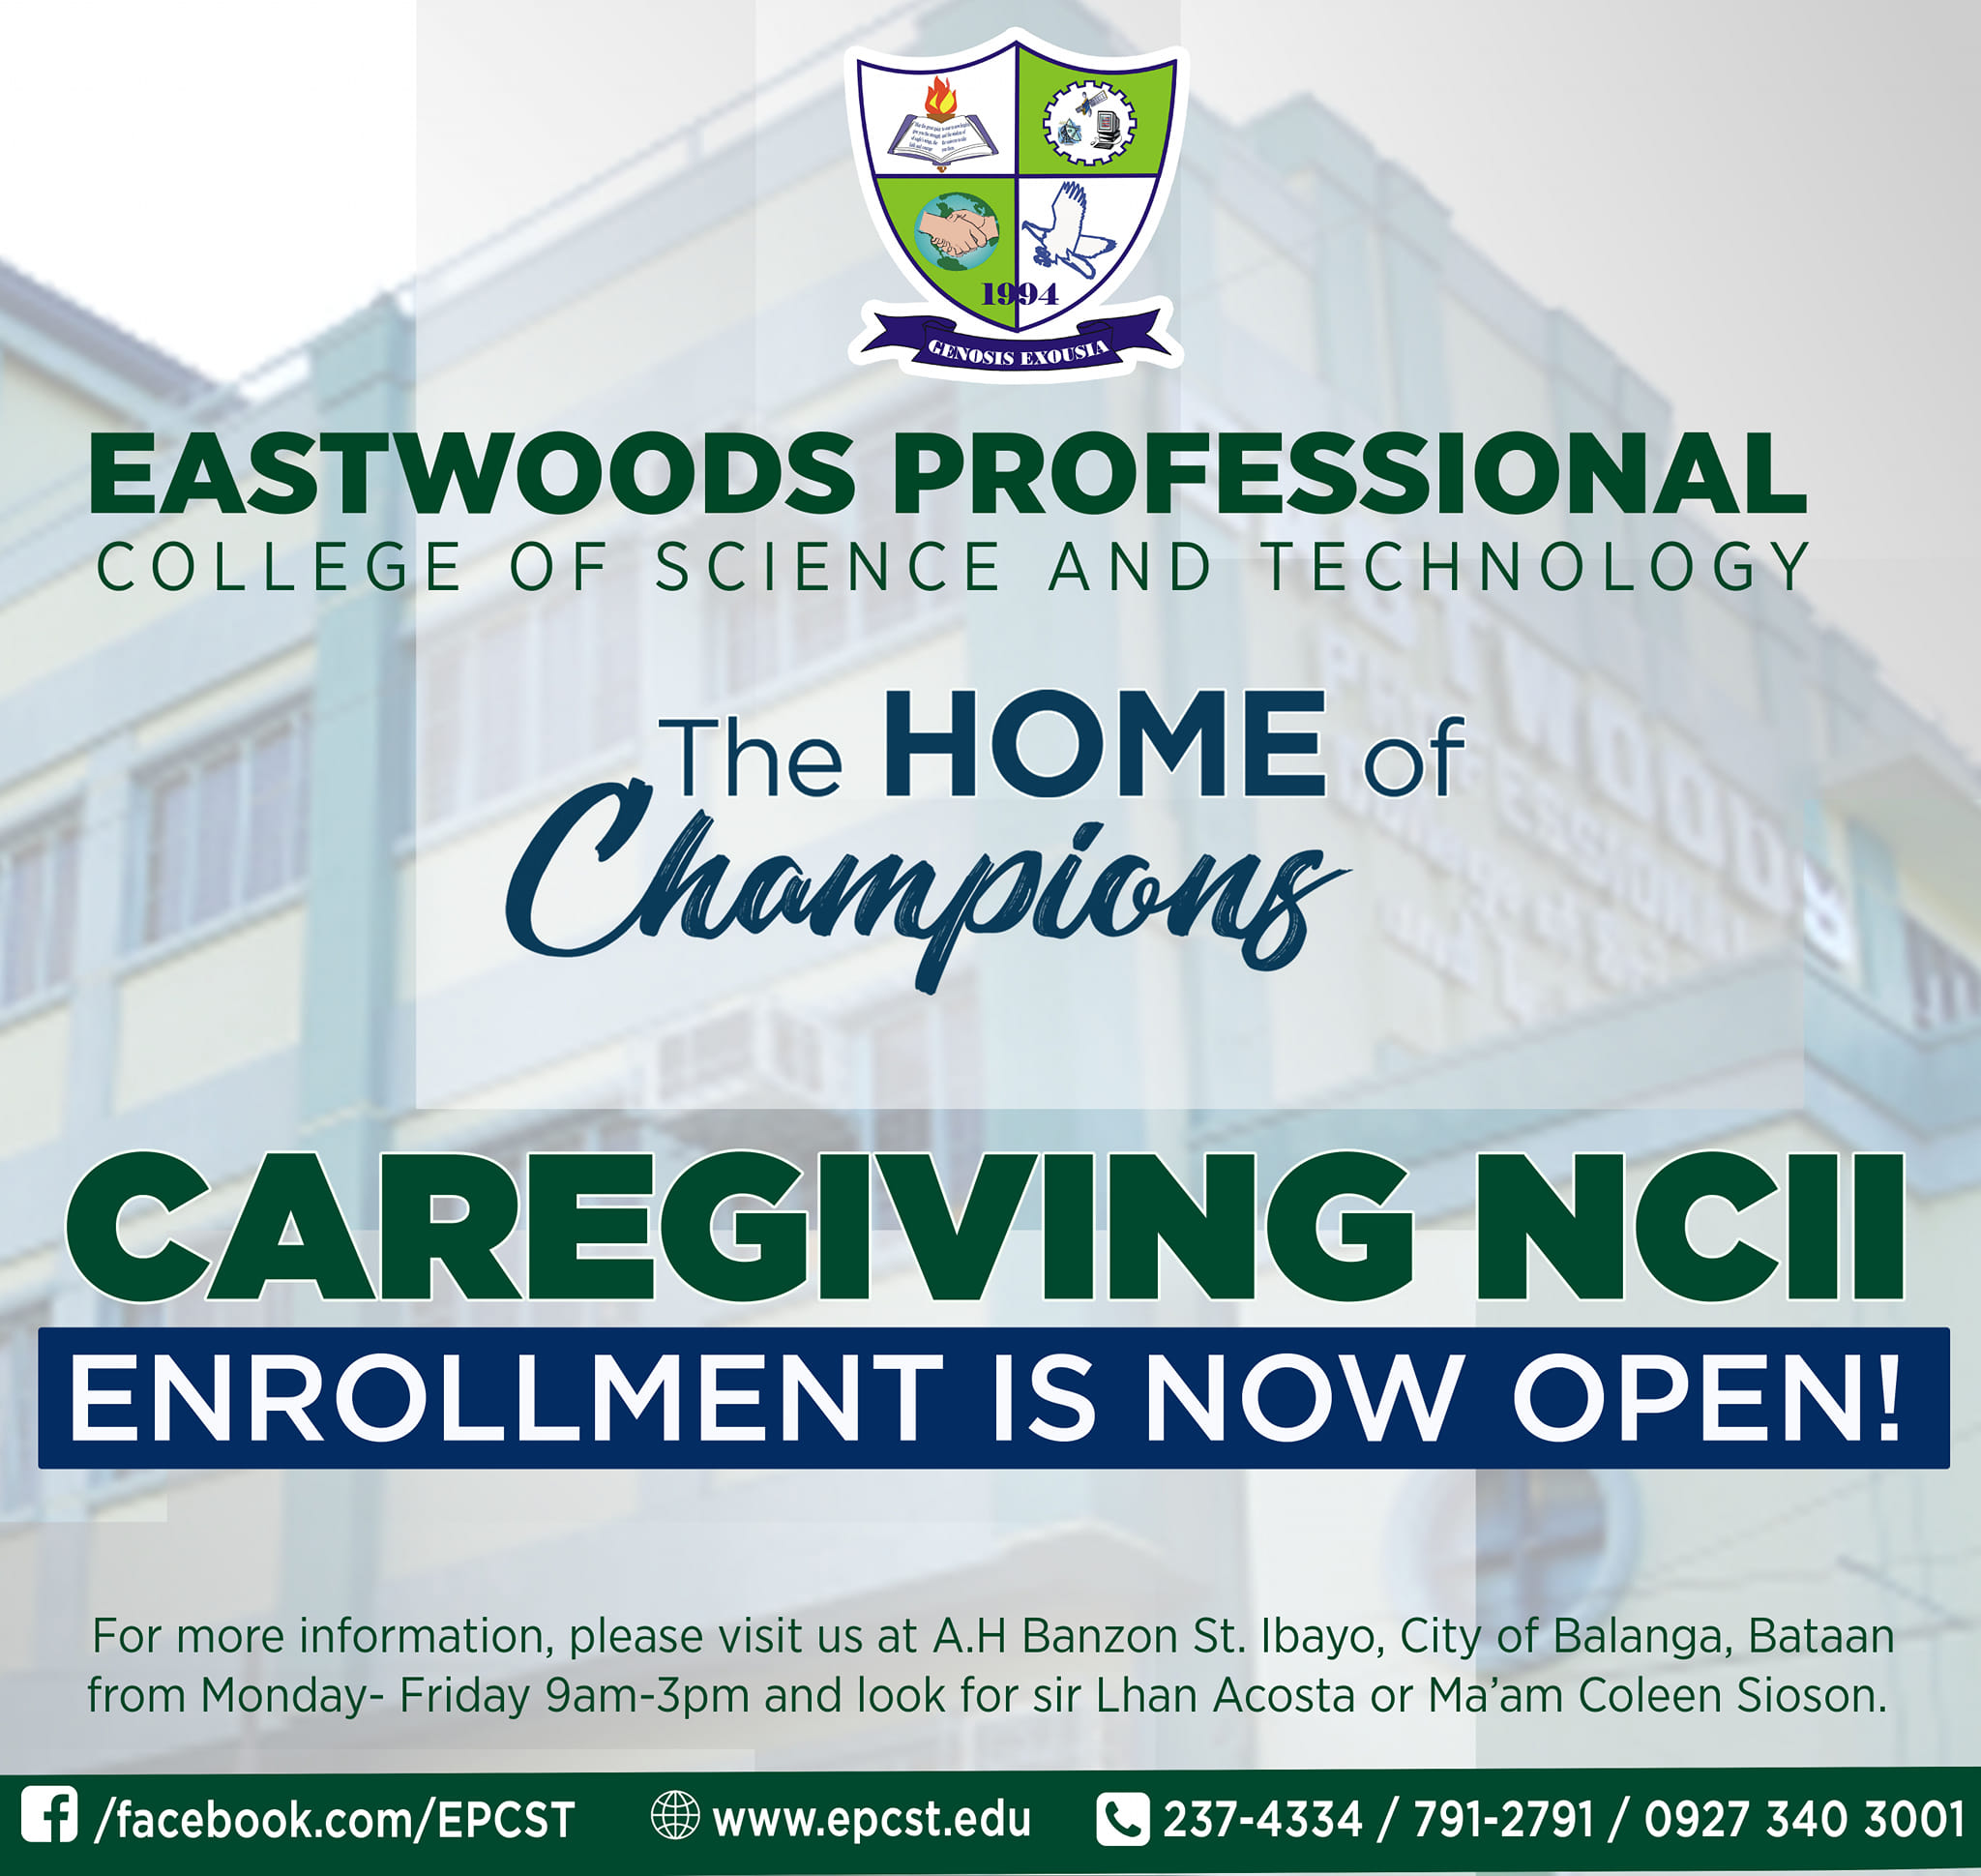 1994
GENOSIS EXOUSIA
EASTWOODS PROFESSIONAL
COLLEGE OF SCIENCE AND TECHNOLOGY
The HOME of
Champions
CAREGIVING NCII
ENROLLMENT IS NOW OPEN!
For more information, please visit us at A.H Banzon St. Ibayo, City of Balanga, Bataan
from Monday- Friday 9am-3pm and look for sir Lhan Acosta or Ma'am Coleen Sioson.
/facebook.com/EPCST www.epcst.edu 237-4334 / 791-2791 / 0927 340 3001